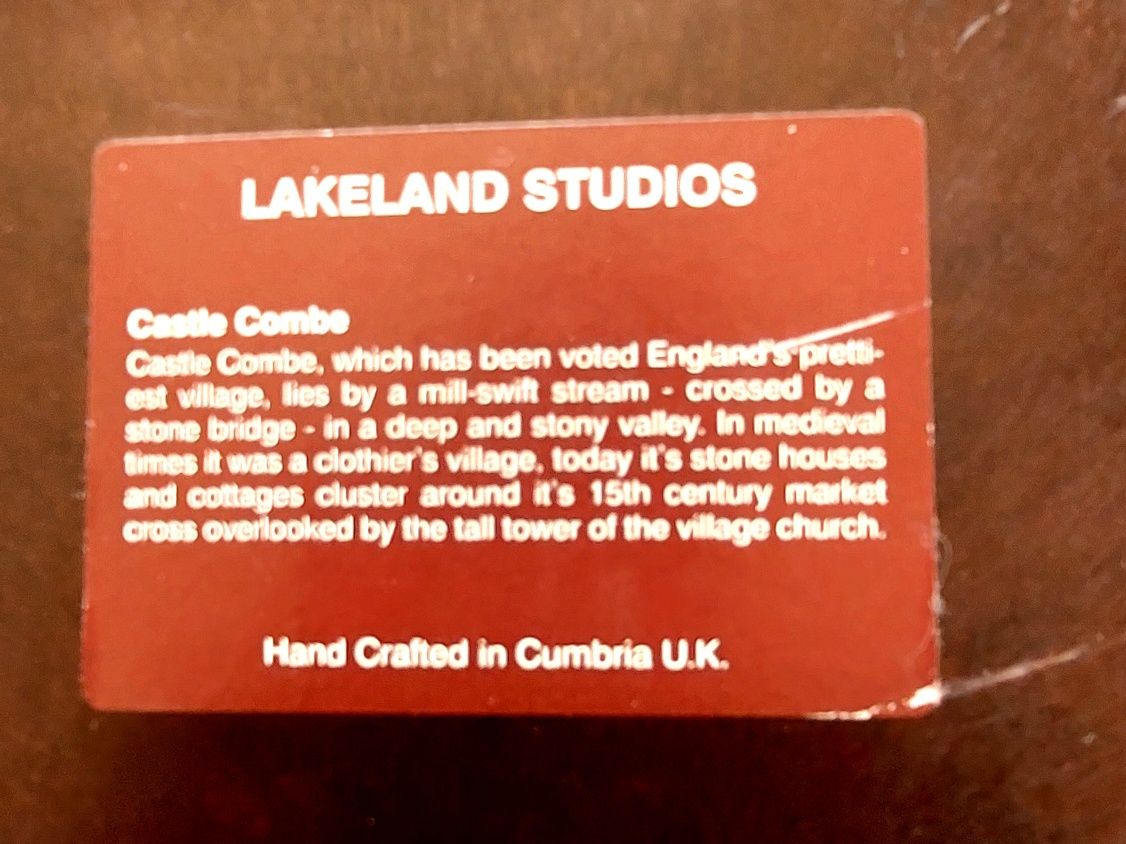 LAKELAND STUDIOS
Castle Combe
Castle Combe, which has been voted England's pretti-
est village, lies by a mill-swift stream - crossed by a
stone bridge - in a deep and stony valley. In medieval
times it was a clothier's village, today it's stone houses
and cottages cluster around it's 15th century market
cross overlooked by the tall tower of the village church.
Hand Crafted in Cumbria U.K.